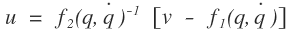 u = f₂(q, q̇)⁻¹ [v - f₁(q, q̇)]